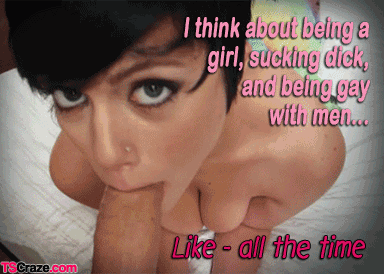 I think about being a
girl, sucking dick,
and being gay
with men...
Like - all the time
TSCraze.com